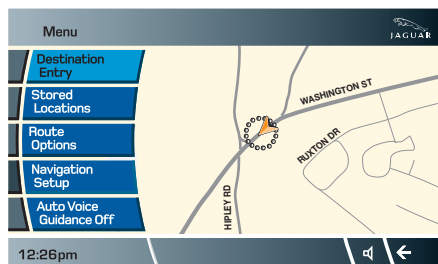 Menu
JAGUAR
Destination
Entry
Stored
Locations
Route
Options
Navigation
Setup
Auto Voice
Guidance Off
WASHINGTON ST
RUXTON DR
HIPLEY RD
12:26pm